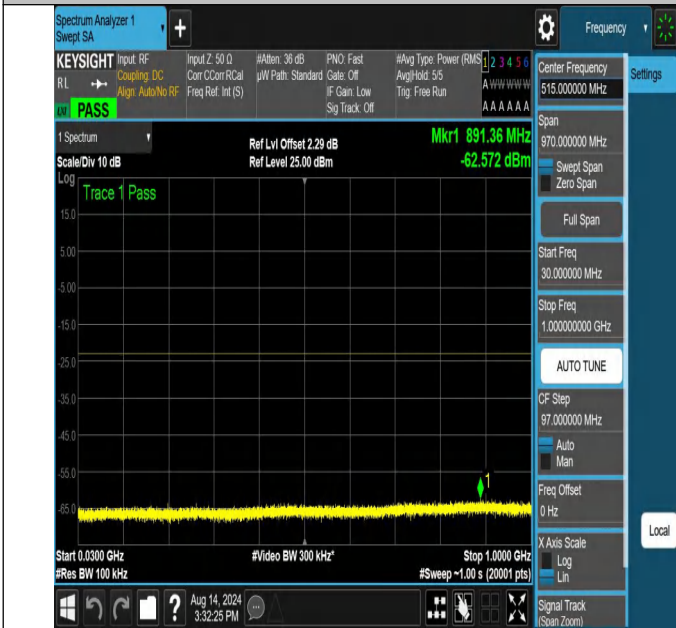 Spectrum Analyzer 1
Swept SA
+
Frequency
KEYSIGHT
RL
PASS
Input: RF
Coupling: DC
Align: Auto/No RF
Input Z: 50 Ω
Corr CCorr RCal
Freq Ref: Int (S)
#Atten: 36 dB
µW Path: Standard
PNO: Fast
Gate: Off
IF Gain: Low
Sig Track: Off
#Avg Type: Power (RMS
Avg|Hold: 5/5
Trig: Free Run
1 2 3 4 5 6
A W W W W W
A A A A A A
Center Frequency
515.000000 MHz
Settings
1 Spectrum
Scale/Div 10 dB
Ref Lvl Offset 2.29 dB
Ref Level 25.00 dBm
Mkr1 891.36 MHz
-62.572 dBm
Span
970.000000 MHz
Swept Span
Zero Span
Full Span
Start Freq
30.000000 MHz
Stop Freq
1.000000000 GHz
AUTO TUNE
CF Step
97.000000 MHz
Auto
Man
Freq Offset
0 Hz
X Axis Scale
Log
Lin
Signal Track
(Span Zoom)
Local
Log
Trace 1 Pass
15.0
5.00
-5.00
-15.0
-25.0
-35.0
-45.0
-55.0
-65.0
1
Start 0.0300 GHz
#Res BW 100 kHz
#Video BW 300 kHz*
Stop 1.0000 GHz
#Sweep ~1.00 s (20001 pts)
?
Aug 14, 2024
3:32:25 PM